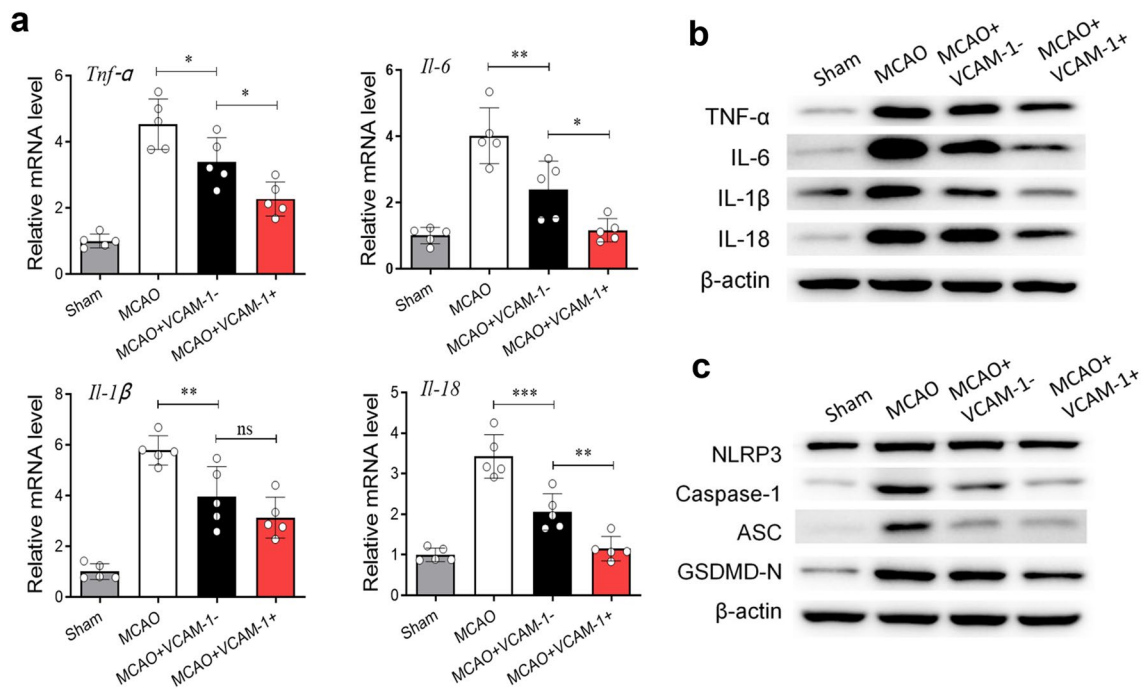 a
Tnf-α
Relative mRNA level
6
4
2
0
*
*
Sham
MCAO
MCAO+VCAM-1-
MCAO+VCAM-1+
Il-6
Relative mRNA level
6
4
2
0
**
*
Sham
MCAO
MCAO+VCAM-1-
MCAO+VCAM-1+
Il-1β
Relative mRNA level
8
6
4
2
0
**
ns
Sham
MCAO
MCAO+VCAM-1-
MCAO+VCAM-1+
Il-18
Relative mRNA level
5
4
3
2
1
0
***
**
Sham
MCAO
MCAO+VCAM-1-
MCAO+VCAM-1+
b
Sham
MCAO
MCAO+
VCAM-1-
MCAO+
VCAM-1+
TNF-α
IL-6
IL-1β
IL-18
β-actin
c
Sham
MCAO
MCAO+
VCAM-1-
MCAO+
VCAM-1+
NLRP3
Caspase-1
ASC
GSDMD-N
β-actin